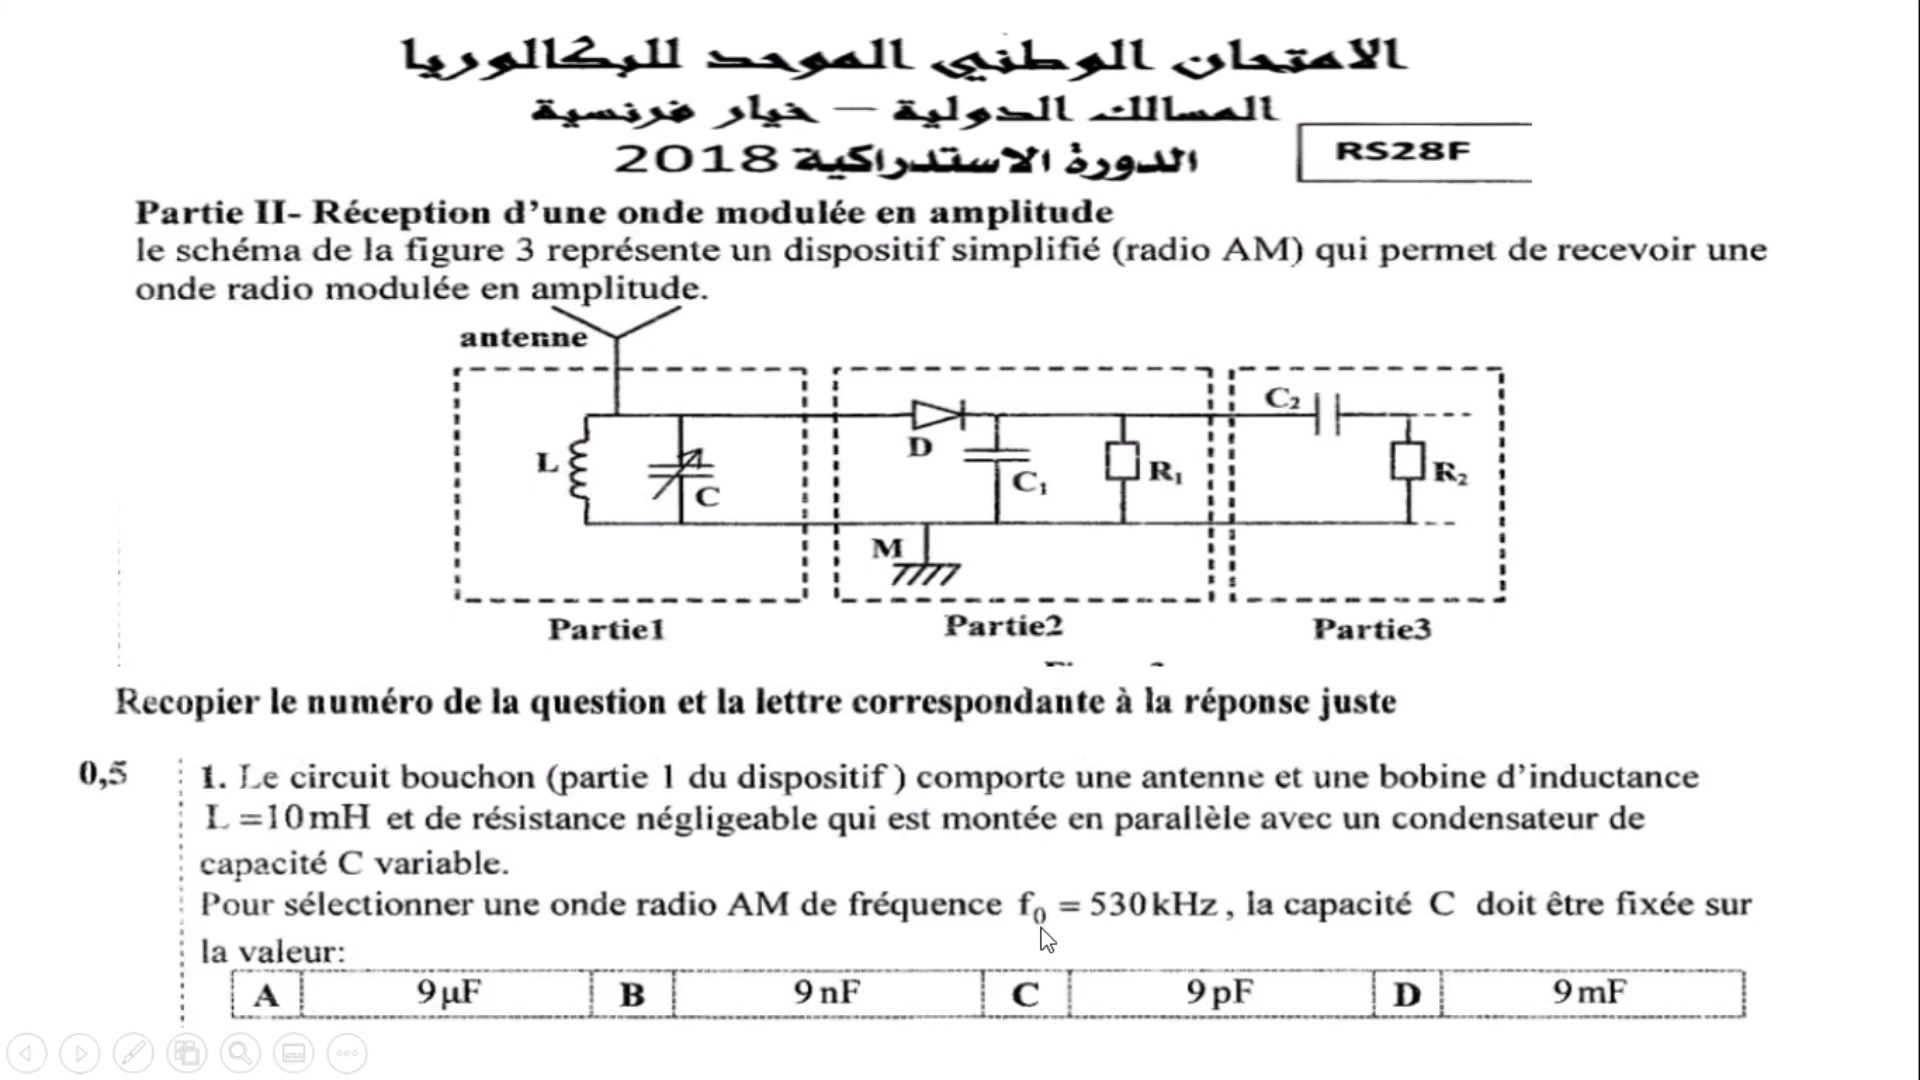 الامتحان الوطني الموحد للبكالوريا
المسالك الدولية – خيار فرنسية
الدورة الاستدراكية 2018
RS28F
Partie II- Réception d'une onde modulée en amplitude
le schéma de la figure 3 représente un dispositif simplifié (radio AM) qui permet de recevoir une
onde radio modulée en amplitude.
antenne
L
C
D
C₁
R₁
M
C₂
R₂
Partie1
Partie2
Partie3
Recopier le numéro de la question et la lettre correspondante à la réponse juste
0,5
1. Le circuit bouchon (partie 1 du dispositif ) comporte une antenne et une bobine d'inductance
L =10mH et de résistance négligeable qui est montée en parallèle avec un condensateur de
capacité C variable.
Pour sélectionner une onde radio AM de fréquence f₀ = 530 kHz , la capacité C doit être fixée sur
la valeur:
A 9 µF B 9 nF C 9 pF D 9 mF